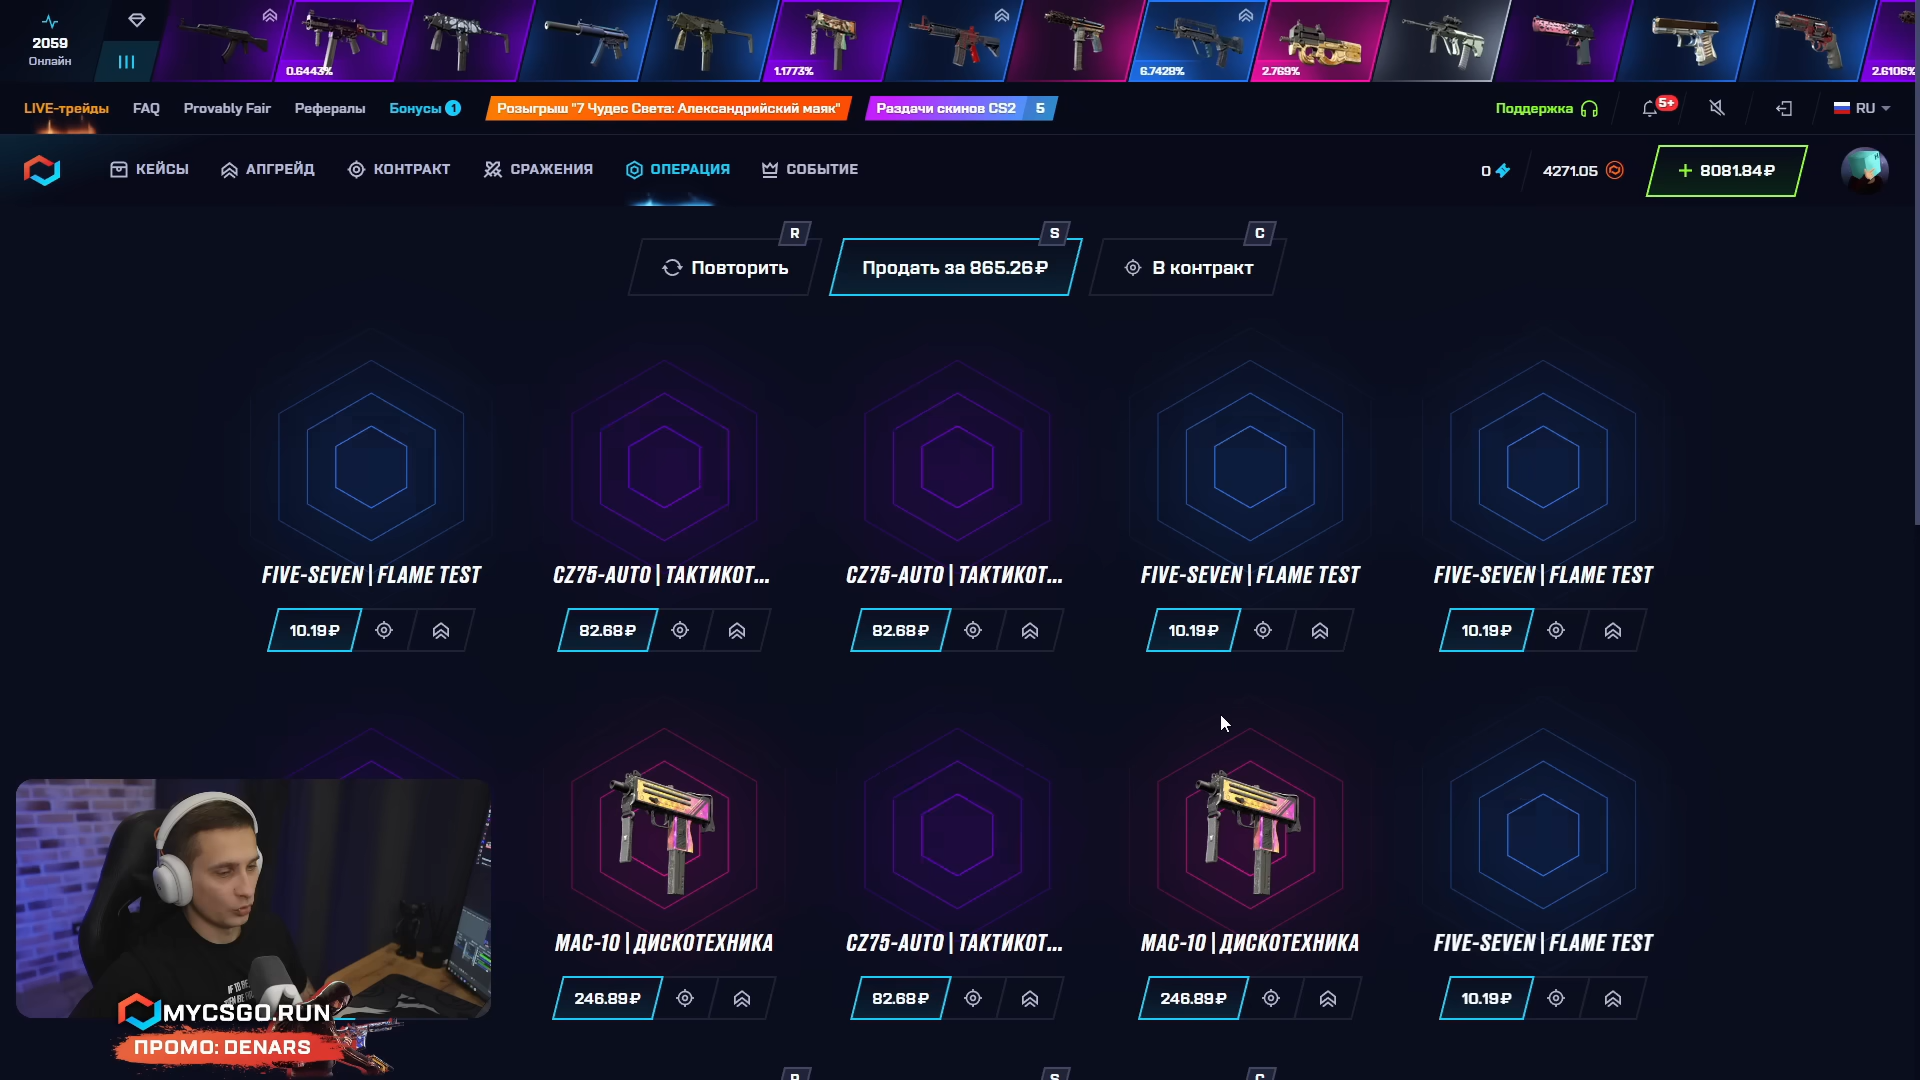 2059
Онлайн
0.6443%
1.1773%
6.7428%
2.769%
2.6106%
LIVE-трейды
FAQ
Provably Fair
Рефералы
Бонусы 1
Розыгрыш "7 Чудес Света: Александрийский маяк"
Раздачи скинов CS2 5
Поддержка
5+
RU
КЕЙСЫ
АПГРЕЙД
КОНТРАКТ
СРАЖЕНИЯ
ОПЕРАЦИЯ
СОБЫТИЕ
0
4271.05
+ 8081.84₽
R
S
C
Повторить
Продать за 865.26₽
В контракт
FIVE-SEVEN | FLAME TEST
CZ75-AUTO | ТАКТИКОТ...
CZ75-AUTO | ТАКТИКОТ...
FIVE-SEVEN | FLAME TEST
FIVE-SEVEN | FLAME TEST
10.19₽
82.68₽
82.68₽
10.19₽
10.19₽
MAC-10 | ДИСКОТЕХНИКА
CZ75-AUTO | ТАКТИКОТ...
MAC-10 | ДИСКОТЕХНИКА
FIVE-SEVEN | FLAME TEST
246.89₽
82.68₽
246.89₽
10.19₽
MYCSGO.RUN
ПРОМО: DENARS
R
S
C